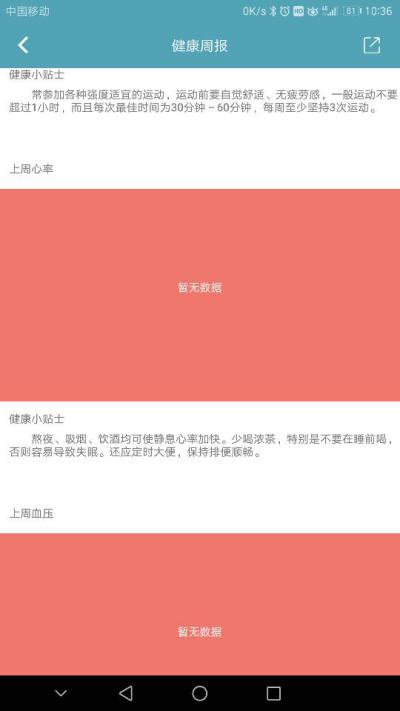 中国移动 0K/s HD 4G 61 10:36
健康周报
健康小贴士
常参加各种强度适宜的运动，运动前要自觉舒适、无疲劳感，一般运动不要
超过1小时，而且每次最佳时间为30分钟～60分钟，每周至少坚持3次运动。
上周心率
暂无数据
健康小贴士
熬夜、吸烟、饮酒均可使静息心率加快。少喝浓茶，特别是不要在睡前喝，
否则容易导致失眠。还应定时大便，保持排便顺畅。
上周血压
暂无数据